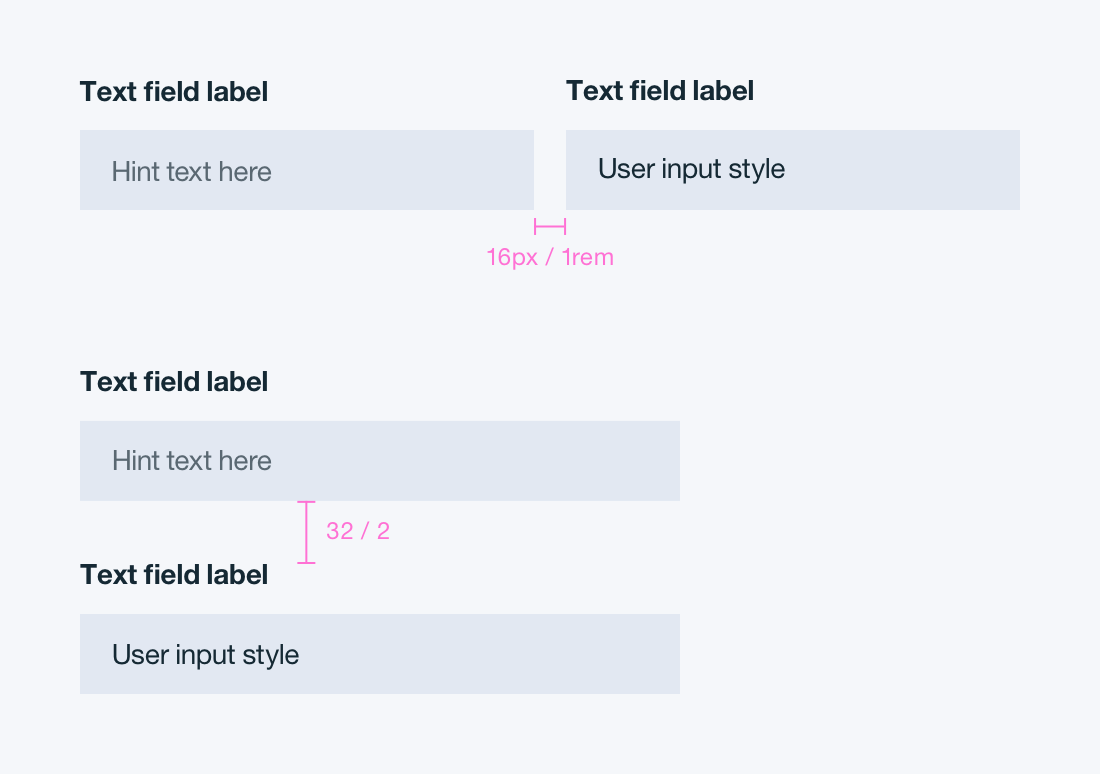 Text field label
Text field label
Hint text here
User input style
16px / 1rem
Text field label
Hint text here
32 / 2
Text field label
User input style